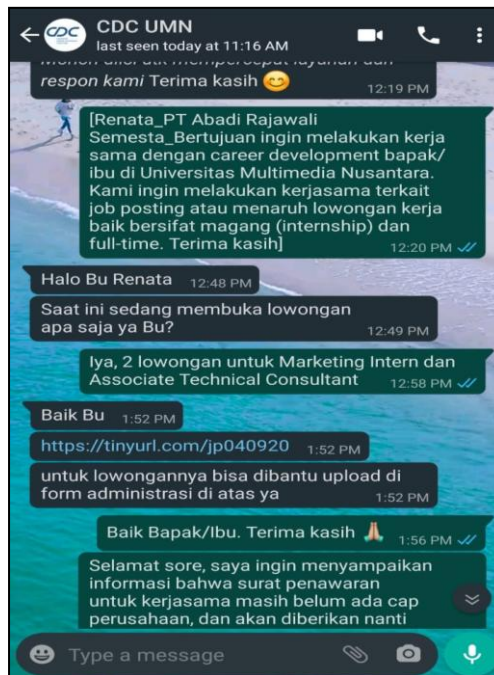 CDC UMN
last seen today at 11:16 AM
respon kami Terima kasih 😊
12:19 PM
[Renata_PT Abadi Rajawali
Semesta_Bertujuan ingin melakukan kerja
sama dengan career development bapak/
ibu di Universitas Multimedia Nusantara.
Kami ingin melakukan kerjasama terkait
job posting atau menaruh lowongan kerja
baik bersifat magang (internship) dan
full-time. Terima kasih]
12:20 PM
Halo Bu Renata 12:48 PM
Saat ini sedang membuka lowongan
apa saja ya Bu?
12:49 PM
Iya, 2 lowongan untuk Marketing Intern dan
Associate Technical Consultant 12:58 PM
Baik Bu 1:52 PM
https://tinyurl.com/jp040920 1:52 PM
untuk lowongannya bisa dibantu upload di
form administrasi di atas ya 1:52 PM
Baik Bapak/Ibu. Terima kasih 🙏 1:56 PM
Selamat sore, saya ingin menyampaikan
informasi bahwa surat penawaran
untuk kerjasama masih belum ada cap
perusahaan, dan akan diberikan nanti
Type a message